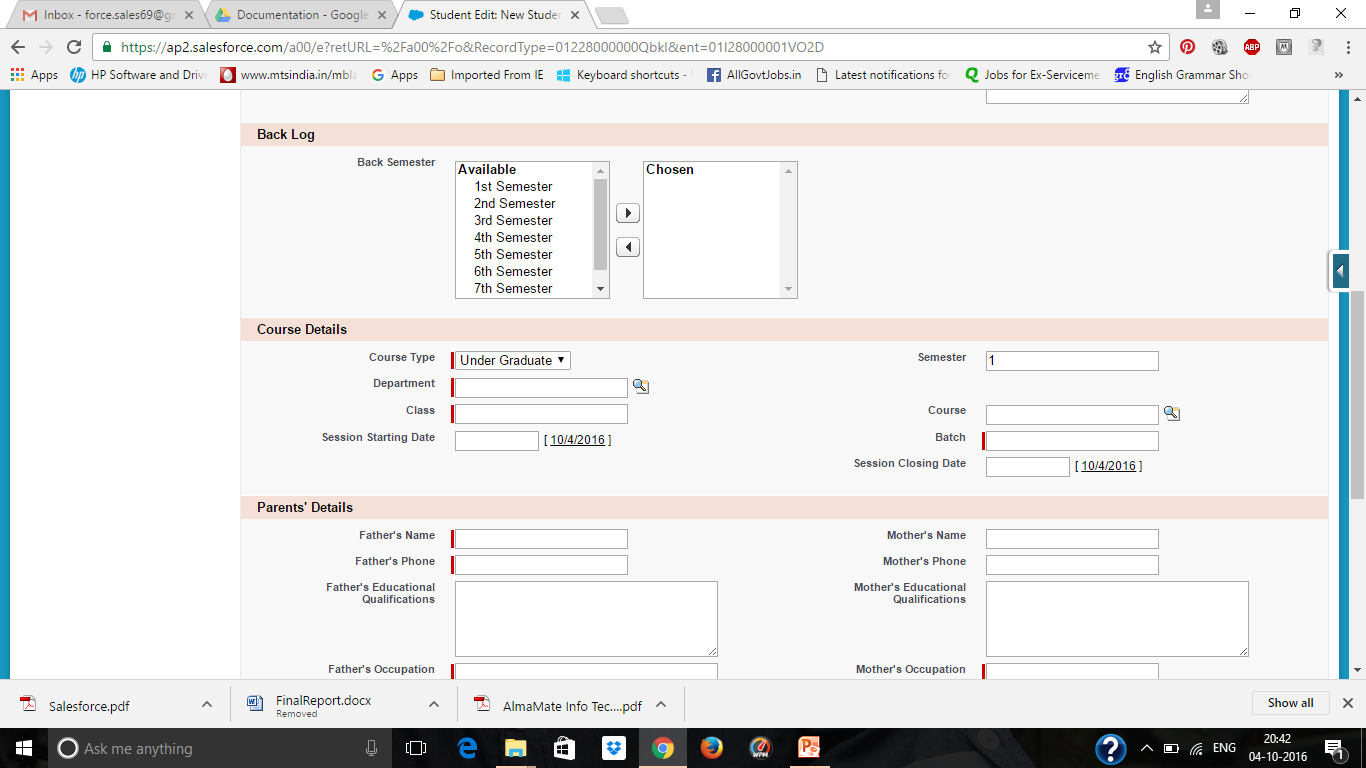 Inbox - force.sales69@g
Documentation - Google
Student Edit: New Studen
https://ap2.salesforce.com/a00/e?retURL=%2Fa00%2Fo&RecordType=01228000000QbkI&ent=01I28000001VO2D
ABP
Apps
HP Software and Driv
www.mtsindia.in/mbla
Apps
Imported From IE
Keyboard shortcuts -
AllGovtJobs.in
Latest notifications fo
Jobs for Ex-Serviceme
English Grammar Sho
»
Back Log
Back Semester
Available
1st Semester
2nd Semester
3rd Semester
4th Semester
5th Semester
6th Semester
7th Semester
Chosen
Course Details
Course Type Under Graduate
Semester 1
Department
Class
Course
Session Starting Date [ 10/4/2016 ]
Batch
Session Closing Date [ 10/4/2016 ]
Parents' Details
Father's Name
Mother's Name
Father's Phone
Mother's Phone
Father's Educational
Qualifications
Mother's Educational
Qualifications
Father's Occupation
Mother's Occupation
Salesforce.pdf
FinalReport.docx
Removed
AlmaMate Info Tec....pdf
Show all
Ask me anything
ENG
20:42
04-10-2016
1